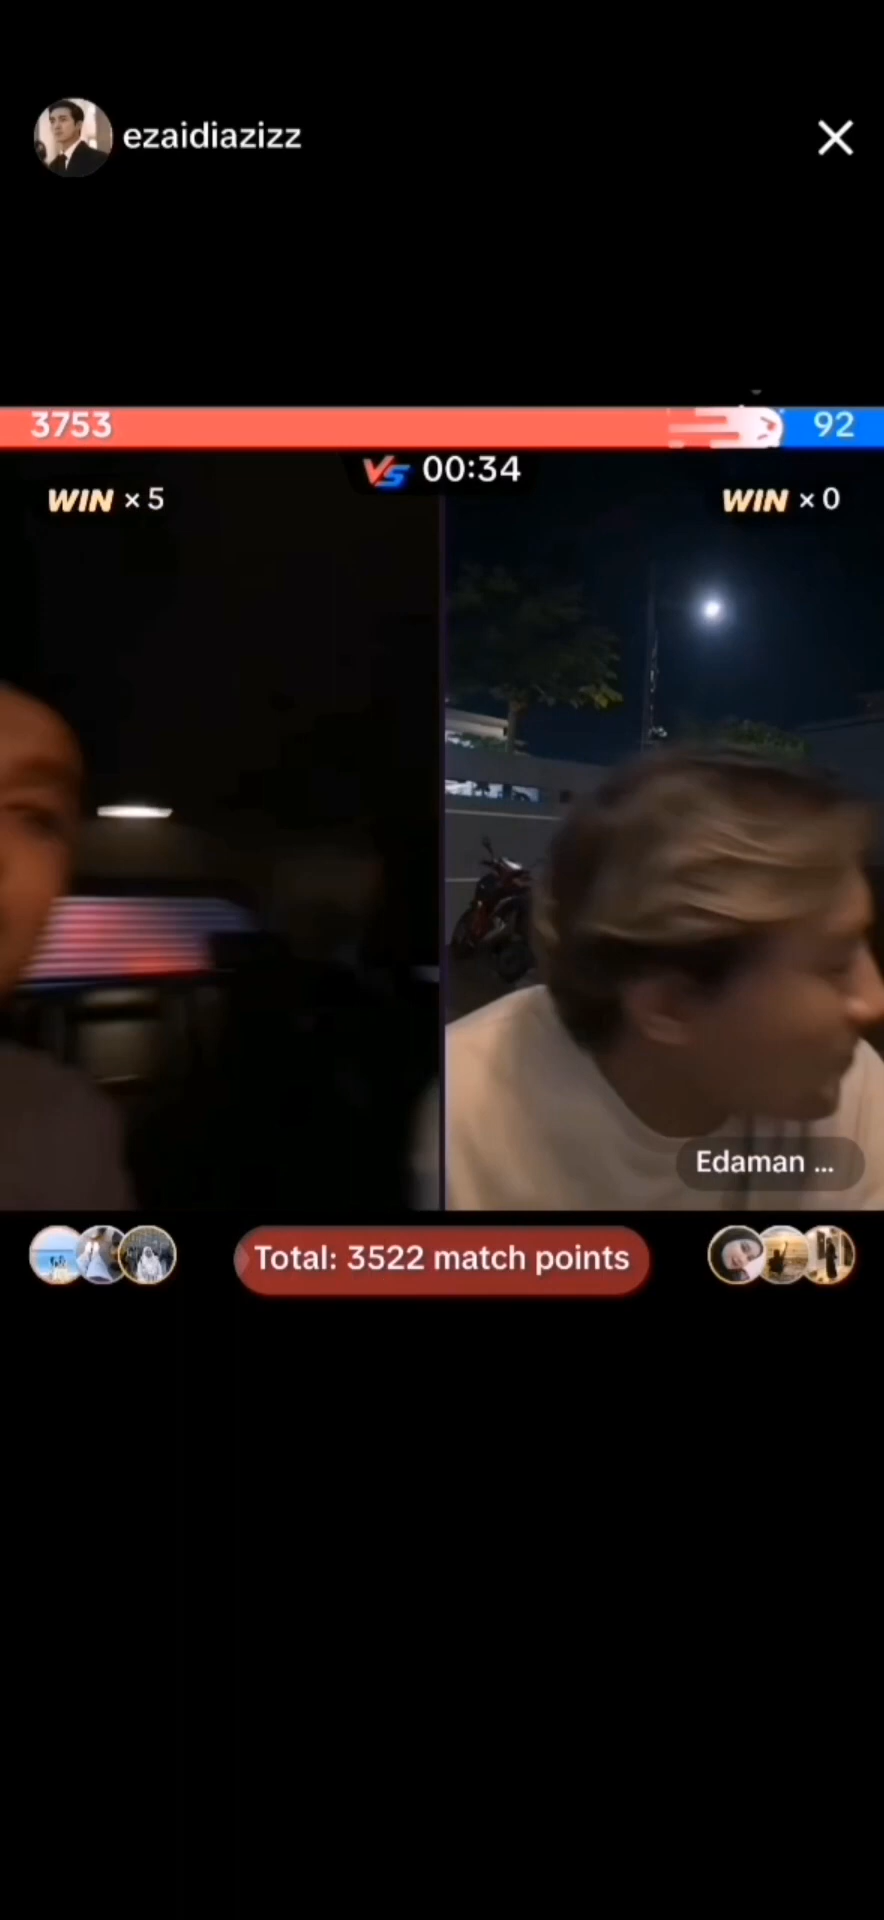 ezaidiazizz
3753
92
VS 00:34
WIN × 5
WIN × 0
Edaman ...
Total: 3522 match points